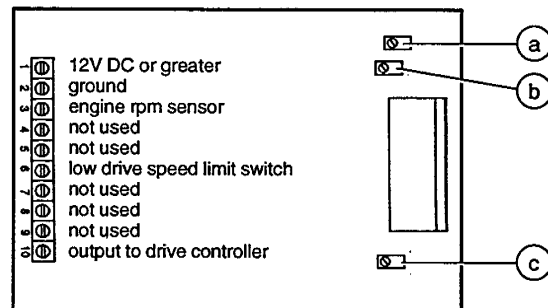 1 12V DC or greater
2 ground
3 engine rpm sensor
4 not used
5 not used
6 low drive speed limit switch
7 not used
8 not used
9 not used
10 output to drive controller
a
b
c